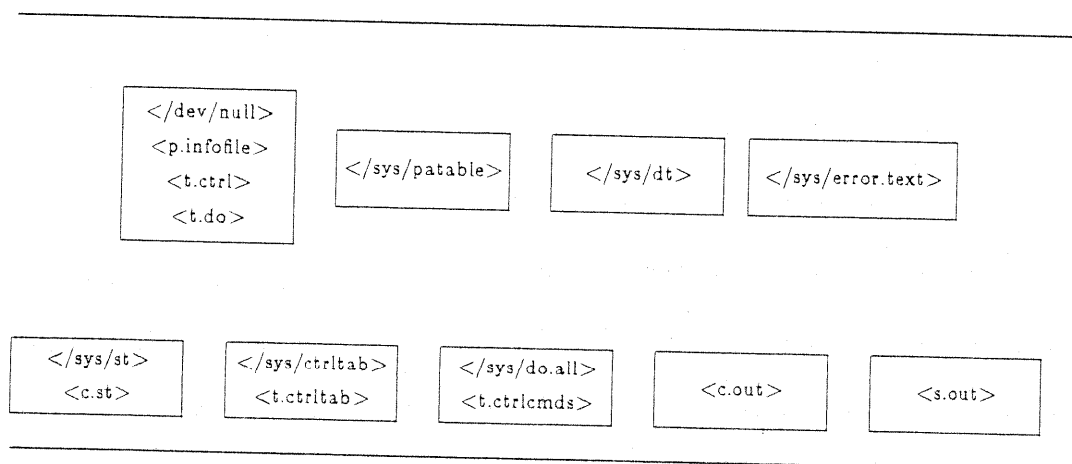 </dev/null>
<p.infofile>
<t.ctrl>
<t.do>
</sys/patable>
</sys/dt>
</sys/error.text>
</sys/st>
<c.st>
</sys/ctrltab>
<t.ctrltab>
</sys/do.all>
<t.ctrlcmds>
<c.out>
<s.out>